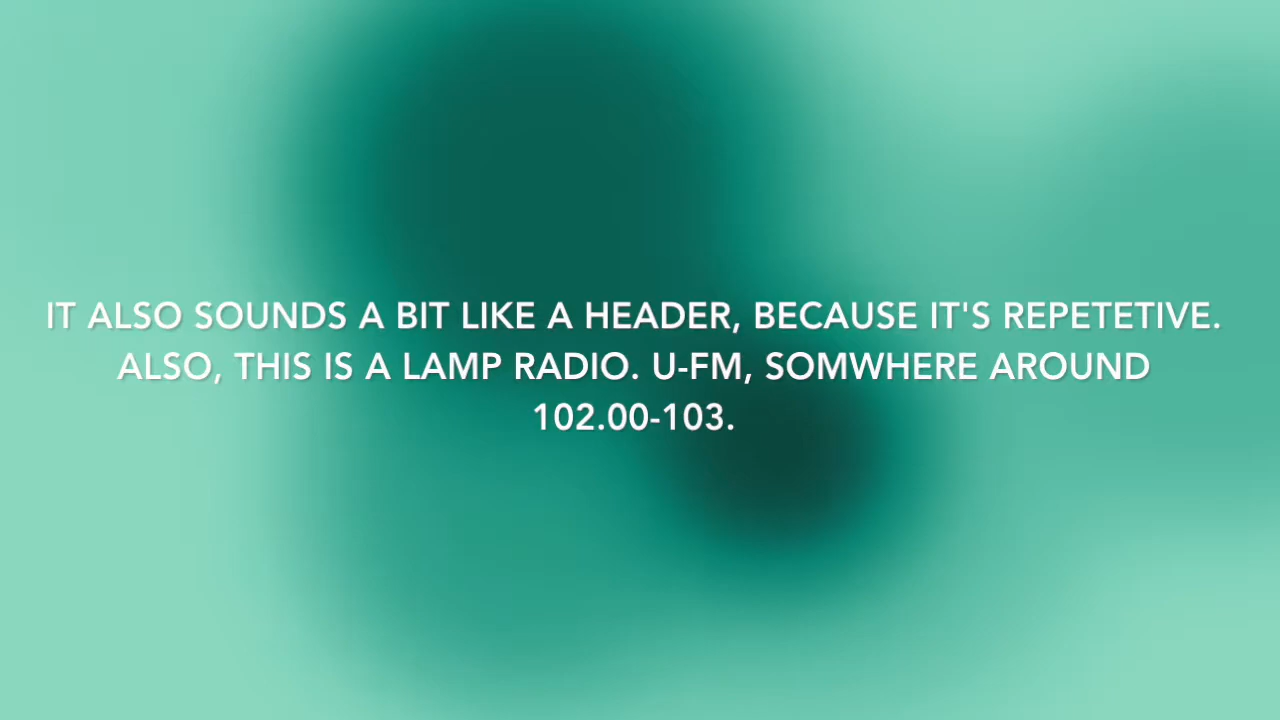 IT ALSO SOUNDS A BIT LIKE A HEADER, BECAUSE IT'S REPETETIVE.
ALSO, THIS IS A LAMP RADIO. U-FM, SOMWHERE AROUND
102.00-103.